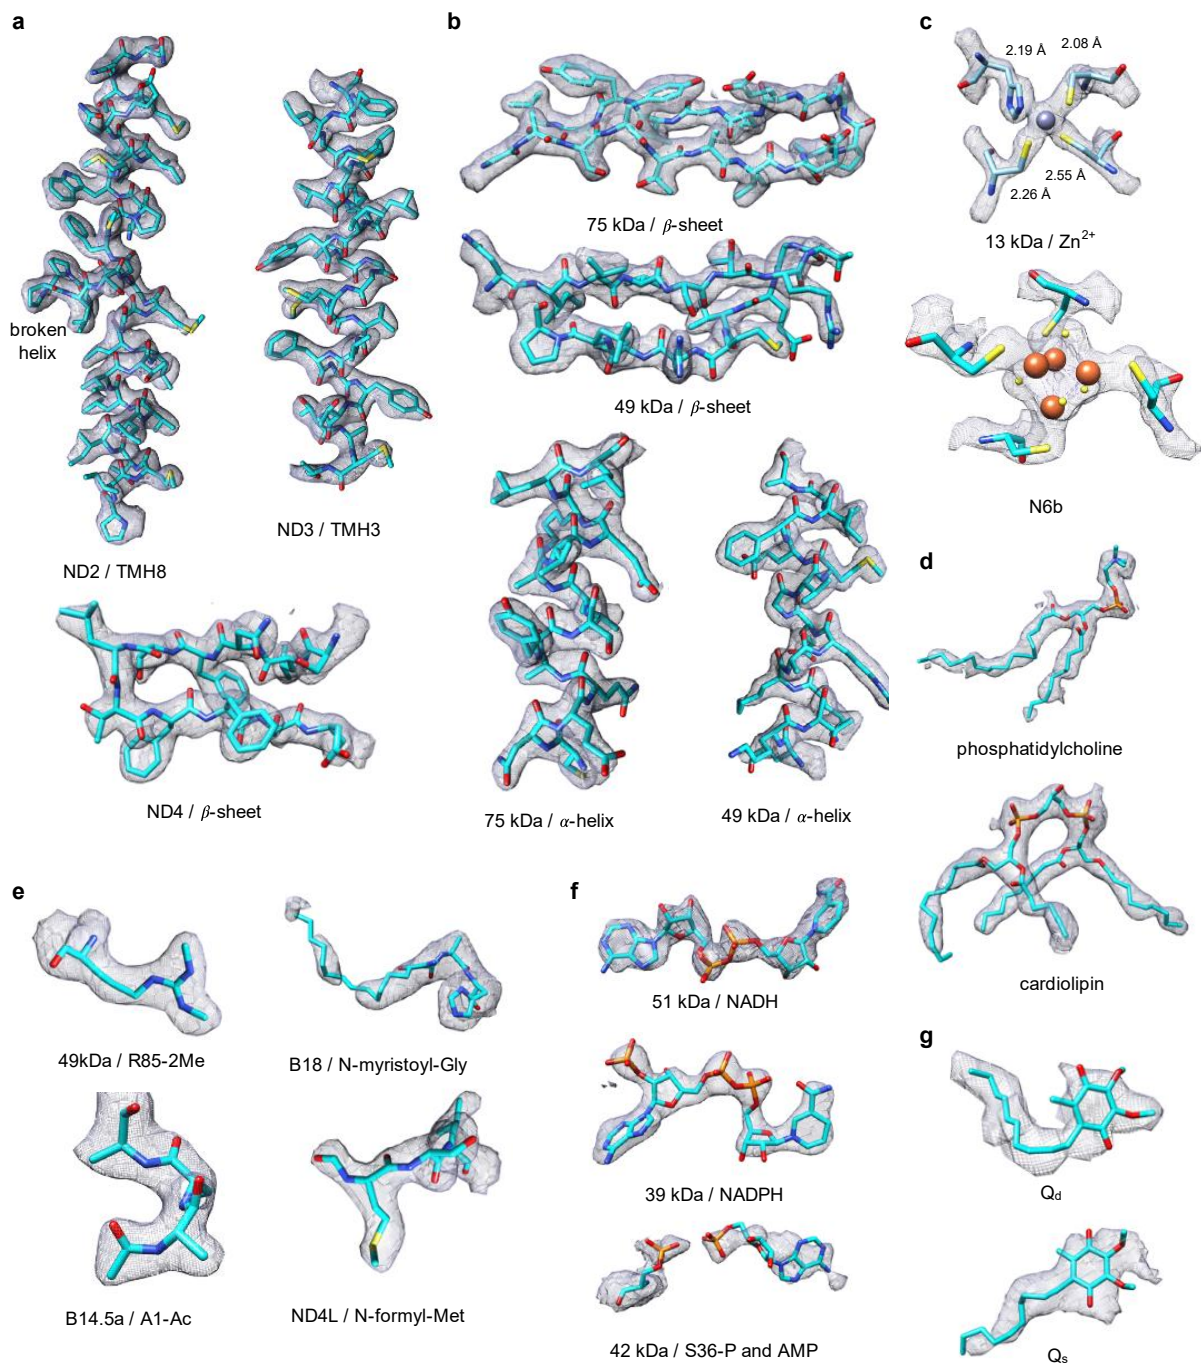 a
broken
helix
ND2 / TMH8
ND3 / TMH3
ND4 / β-sheet
b
75 kDa / β-sheet
49 kDa / β-sheet
75 kDa / α-helix
49 kDa / α-helix
c
2.19 Å
2.08 Å
2.55 Å
2.26 Å
13 kDa / Zn²⁺
N6b
d
phosphatidylcholine
cardiolipin
e
49kDa / R85-2Me
B18 / N-myristoyl-Gly
B14.5a / A1-Ac
ND4L / N-formyl-Met
f
51 kDa / NADH
39 kDa / NADPH
42 kDa / S36-P and AMP
g
Qd
Qs